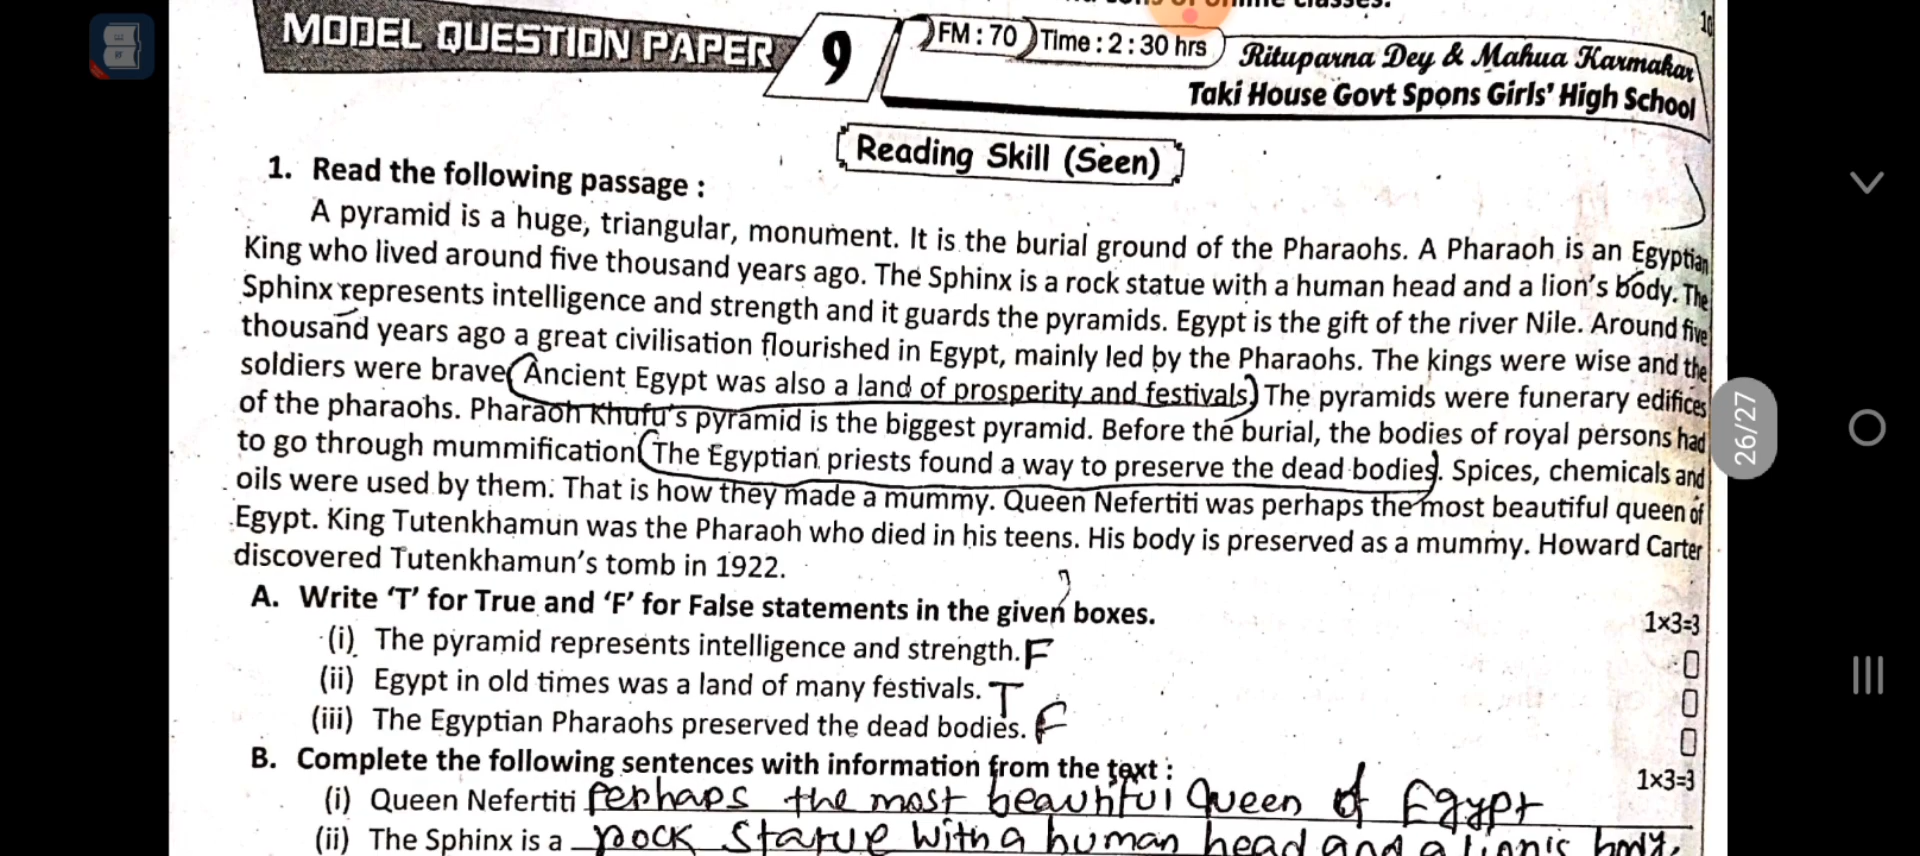 MODEL QUESTION PAPER 9 FM : 70 Time : 2 : 30 hrs
Rituparna Dey & Mahua Karmakar
Taki House Govt Spons Girls' High School
Reading Skill (Seen)
1. Read the following passage :
A pyramid is a huge, triangular, monument. It is the burial ground of the Pharaohs. A Pharaoh is an Egyptian
King who lived around five thousand years ago. The Sphinx is a rock statue with a human head and a lion's body. The
Sphinx represents intelligence and strength and it guards the pyramids. Egypt is the gift of the river Nile. Around five
thousand years ago a great civilisation flourished in Egypt, mainly led by the Pharaohs. The kings were wise and the
soldiers were brave. Ancient Egypt was also a land of prosperity and festivals. The pyramids were funerary edifices
of the pharaohs. Pharaoh Khufu's pyramid is the biggest pyramid. Before the burial, the bodies of royal persons had
to go through mummification. The Egyptian priests found a way to preserve the dead bodies. Spices, chemicals and
oils were used by them. That is how they made a mummy. Queen Nefertiti was perhaps the most beautiful queen of
Egypt. King Tutenkhamun was the Pharaoh who died in his teens. His body is preserved as a mummy. Howard Carter
discovered Tutenkhamun's tomb in 1922.
A. Write 'T' for True and 'F' for False statements in the given boxes. 1x3=3
(i) The pyramid represents intelligence and strength. F
(ii) Egypt in old times was a land of many festivals. T
(iii) The Egyptian Pharaohs preserved the dead bodies. F
B. Complete the following sentences with information from the text : 1x3=3
(i) Queen Nefertiti perhaps the most beautiful Queen of Egypt
(ii) The Sphinx is a rock statue with a human head and a lion's body.
26/27